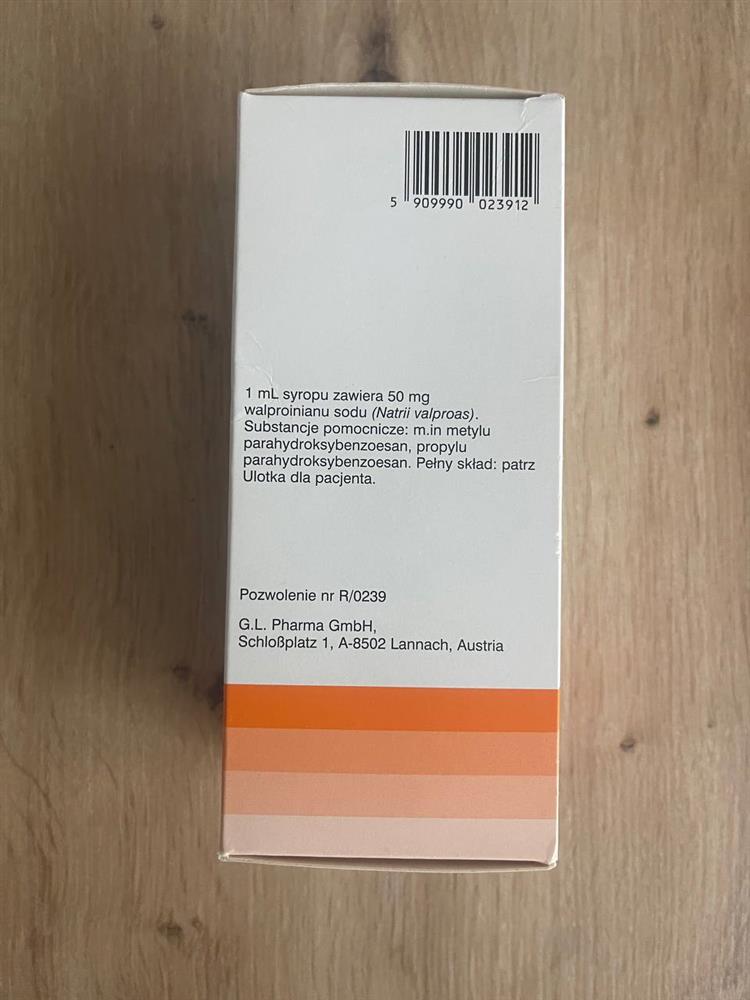 5 909990 023912
1 mL syropu zawiera 50 mg
walproinianu sodu (Natrii valproas).
Substancje pomocnicze: m.in metylu
parahydroksybenzoesan, propylu
parahydroksybenzoesan. Pełny skład: patrz
Ulotka dla pacjenta.
Pozwolenie nr R/0239
G.L. Pharma GmbH,
Schloßplatz 1, A-8502 Lannach, Austria